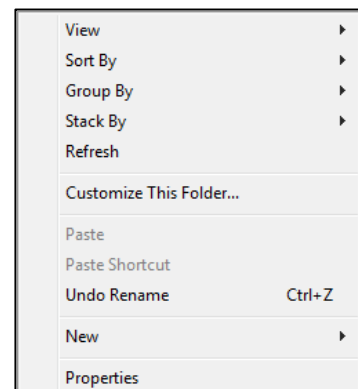 View
Sort By
Group By
Stack By
Refresh
Customize This Folder...
Paste
Paste Shortcut
Undo Rename Ctrl+Z
New
Properties